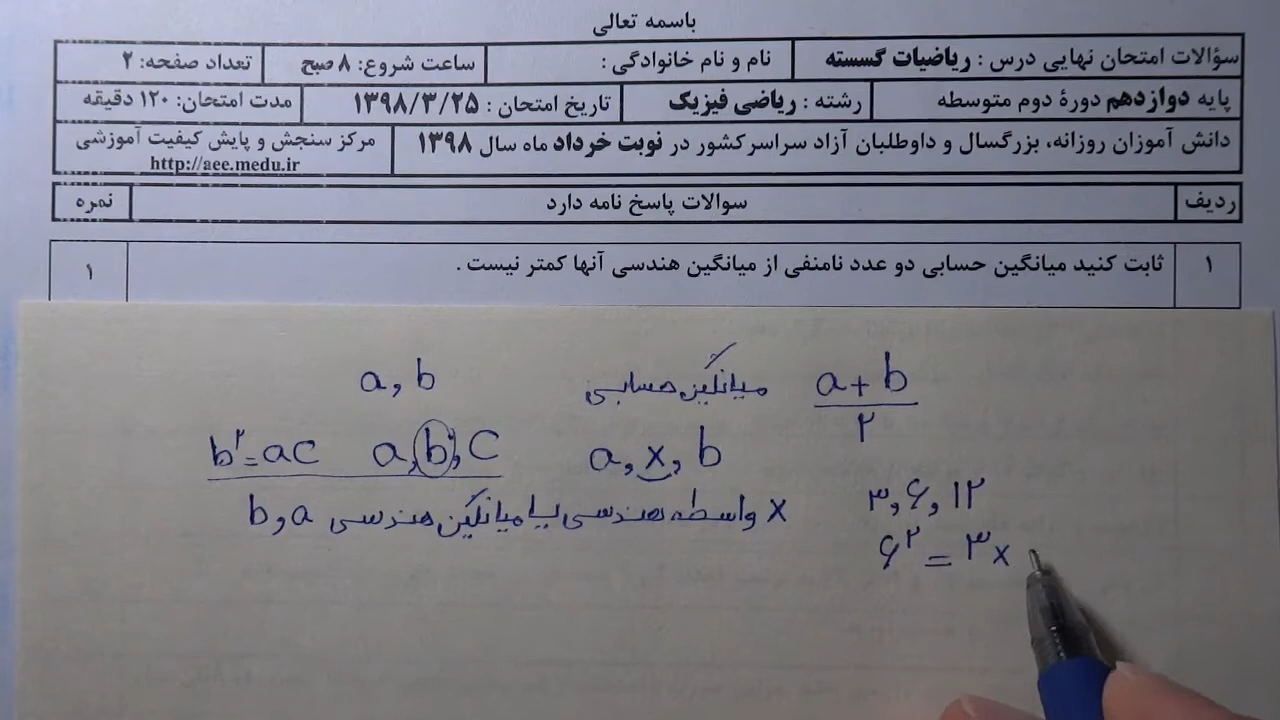 باسمه تعالی
سؤالات امتحان نهایی درس : ریاضیات گسسته نام و نام خانوادگی : ساعت شروع: ۸ صبح تعداد صفحه: ۲
پایه دوازدهم دورهٔ دوم متوسطه رشته : ریاضی فیزیک تاریخ امتحان : ۱۳۹۸/۳/۲۵ مدت امتحان: ۱۲۰ دقیقه
دانش آموزان روزانه، بزرگسال و داوطلبان آزاد سراسرکشور در نوبت خرداد ماه سال ۱۳۹۸ مرکز سنجش و پایش کیفیت آموزشی
http://aee.medu.ir
ردیف سوالات پاسخ نامه دارد نمره
۱ ثابت کنید میانگین حسابی دو عدد نامنفی از میانگین هندسی آنها کمتر نیست . ۱
a, b میانگین حسابی a + b
۲
b² = ac a, b, c a, x, b
x واسطه هندسی یا میانگین هندسی a و b
۳, ۶, ۱۲
۶² = ۳ ×